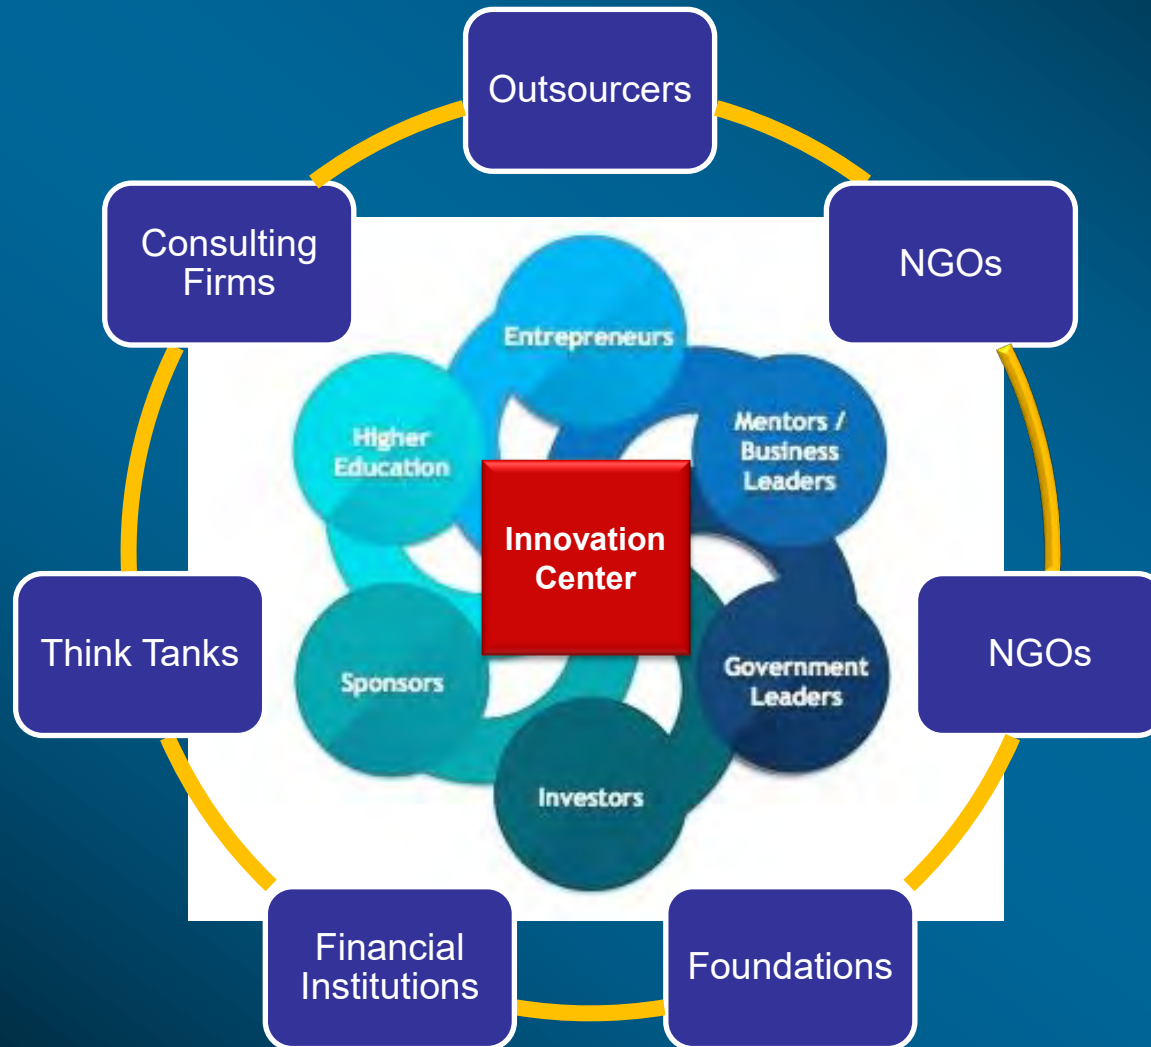 Outsourcers
Consulting
Firms
NGOs
Entrepreneurs
Higher
Education
Mentors /
Business
Leaders
Innovation
Center
Think Tanks
NGOs
Sponsors
Government
Leaders
Investors
Financial
Institutions
Foundations